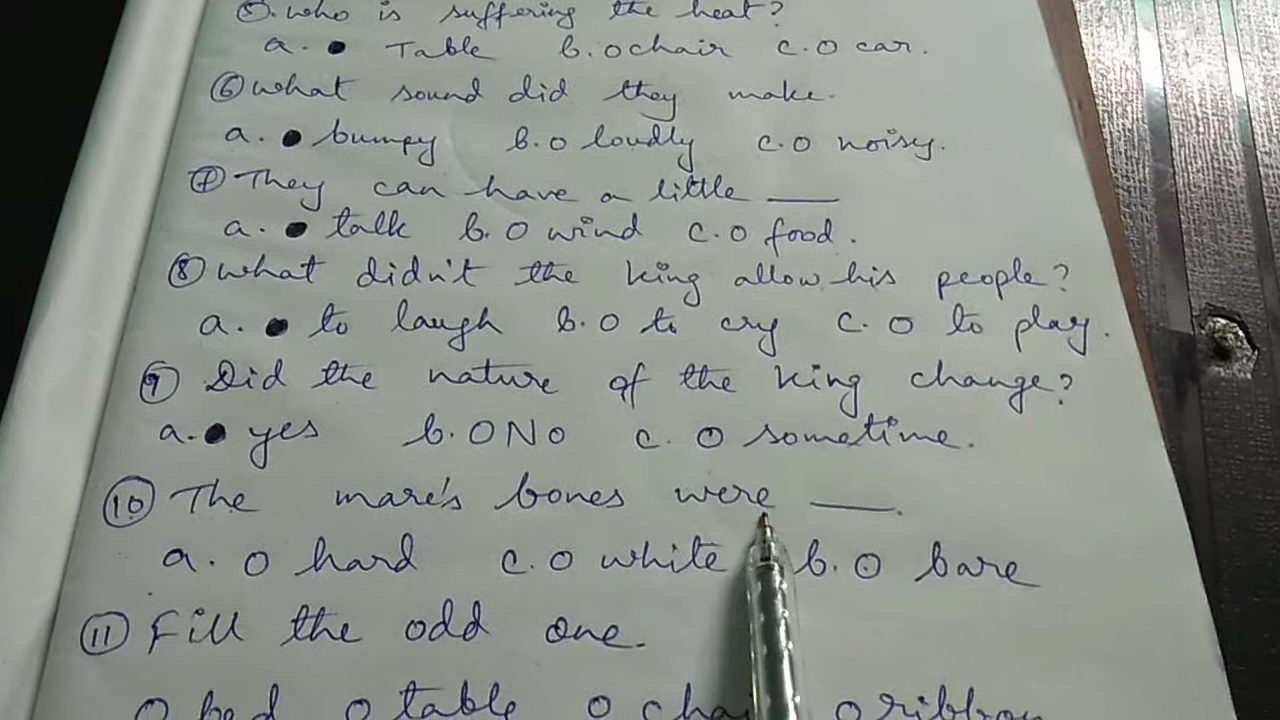 5. who is suffering the heat?
a. ● Table b. o chair c. o car.
6 what sound did they make.
a. ● bumpy b. o loudly c. o noisy.
7 They can have a little ___
a. ● talk b. o wind c. o food.
8 what didn't the king allow his people?
a. ● to laugh b. o to cry c. o to play.
9 Did the nature of the king change?
a. ● yes b. o No c. o sometime.
10 The mare's bones were ___.
a. o hard c. o white b. o bare
11 Fill the odd one.
o bed o table o o ribbon